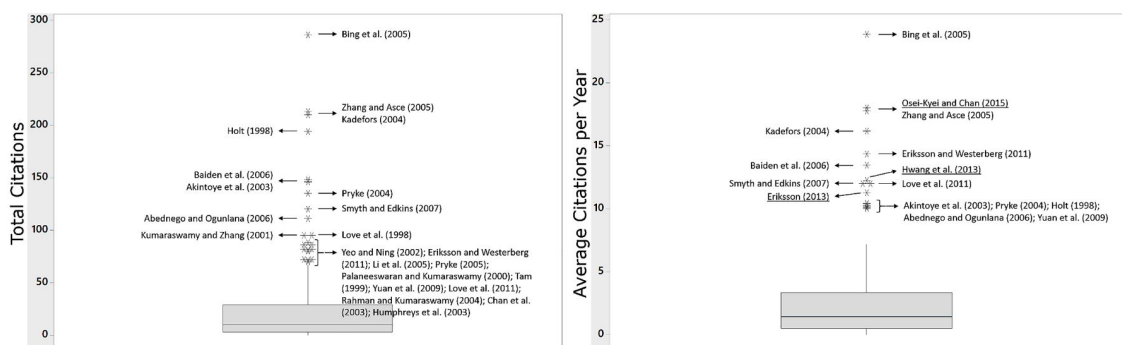 Total Citations
300
250
200
150
100
50
0
Bing et al. (2005)
Zhang and Asce (2005)
Kadefors (2004)
Holt (1998)
Baiden et al. (2006)
Akintoye et al. (2003)
Pryke (2004)
Smyth and Edkins (2007)
Abednego and Ogunlana (2006)
Kumaraswamy and Zhang (2001)
Love et al. (1998)
Yeo and Ning (2002); Eriksson and Westerberg
(2011); Li et al. (2005); Pryke (2005);
Palaneeswaran and Kumaraswamy (2000); Tam
(1999); Yuan et al. (2009); Love et al. (2011);
Rahman and Kumaraswamy (2004); Chan et al.
(2003); Humphreys et al. (2003)
Average Citations per Year
25
20
15
10
5
0
Bing et al. (2005)
Osei-Kyei and Chan (2015)
Zhang and Asce (2005)
Kadefors (2004)
Eriksson and Westerberg (2011)
Baiden et al. (2006)
Hwang et al. (2013)
Smyth and Edkins (2007)
Love et al. (2011)
Eriksson (2013)
Akintoye et al. (2003); Pryke (2004); Holt (1998);
Abednego and Ogunlana (2006); Yuan et al. (2009)